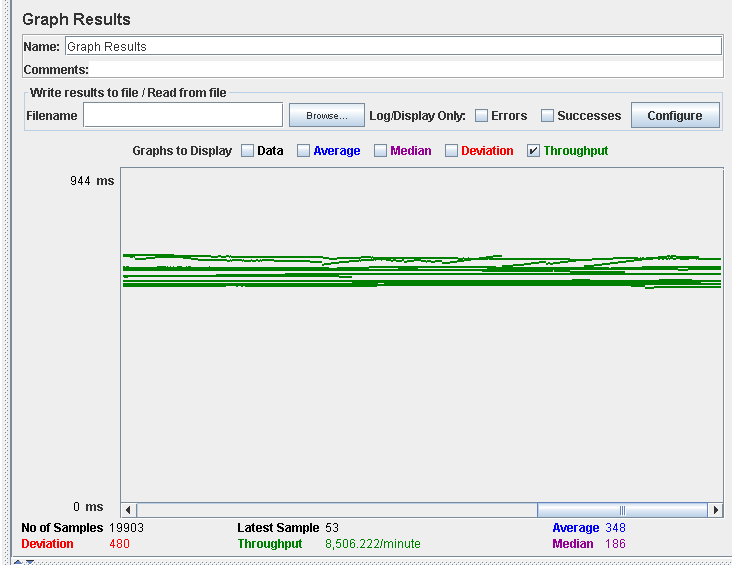 Graph Results
Name: Graph Results
Comments:
Write results to file / Read from file
Filename Browse... Log/Display Only: Errors Successes Configure
Graphs to Display Data Average Median Deviation Throughput
944 ms
0 ms
No of Samples 19903 Latest Sample 53 Average 348
Deviation 480 Throughput 8,506.222/minute Median 186